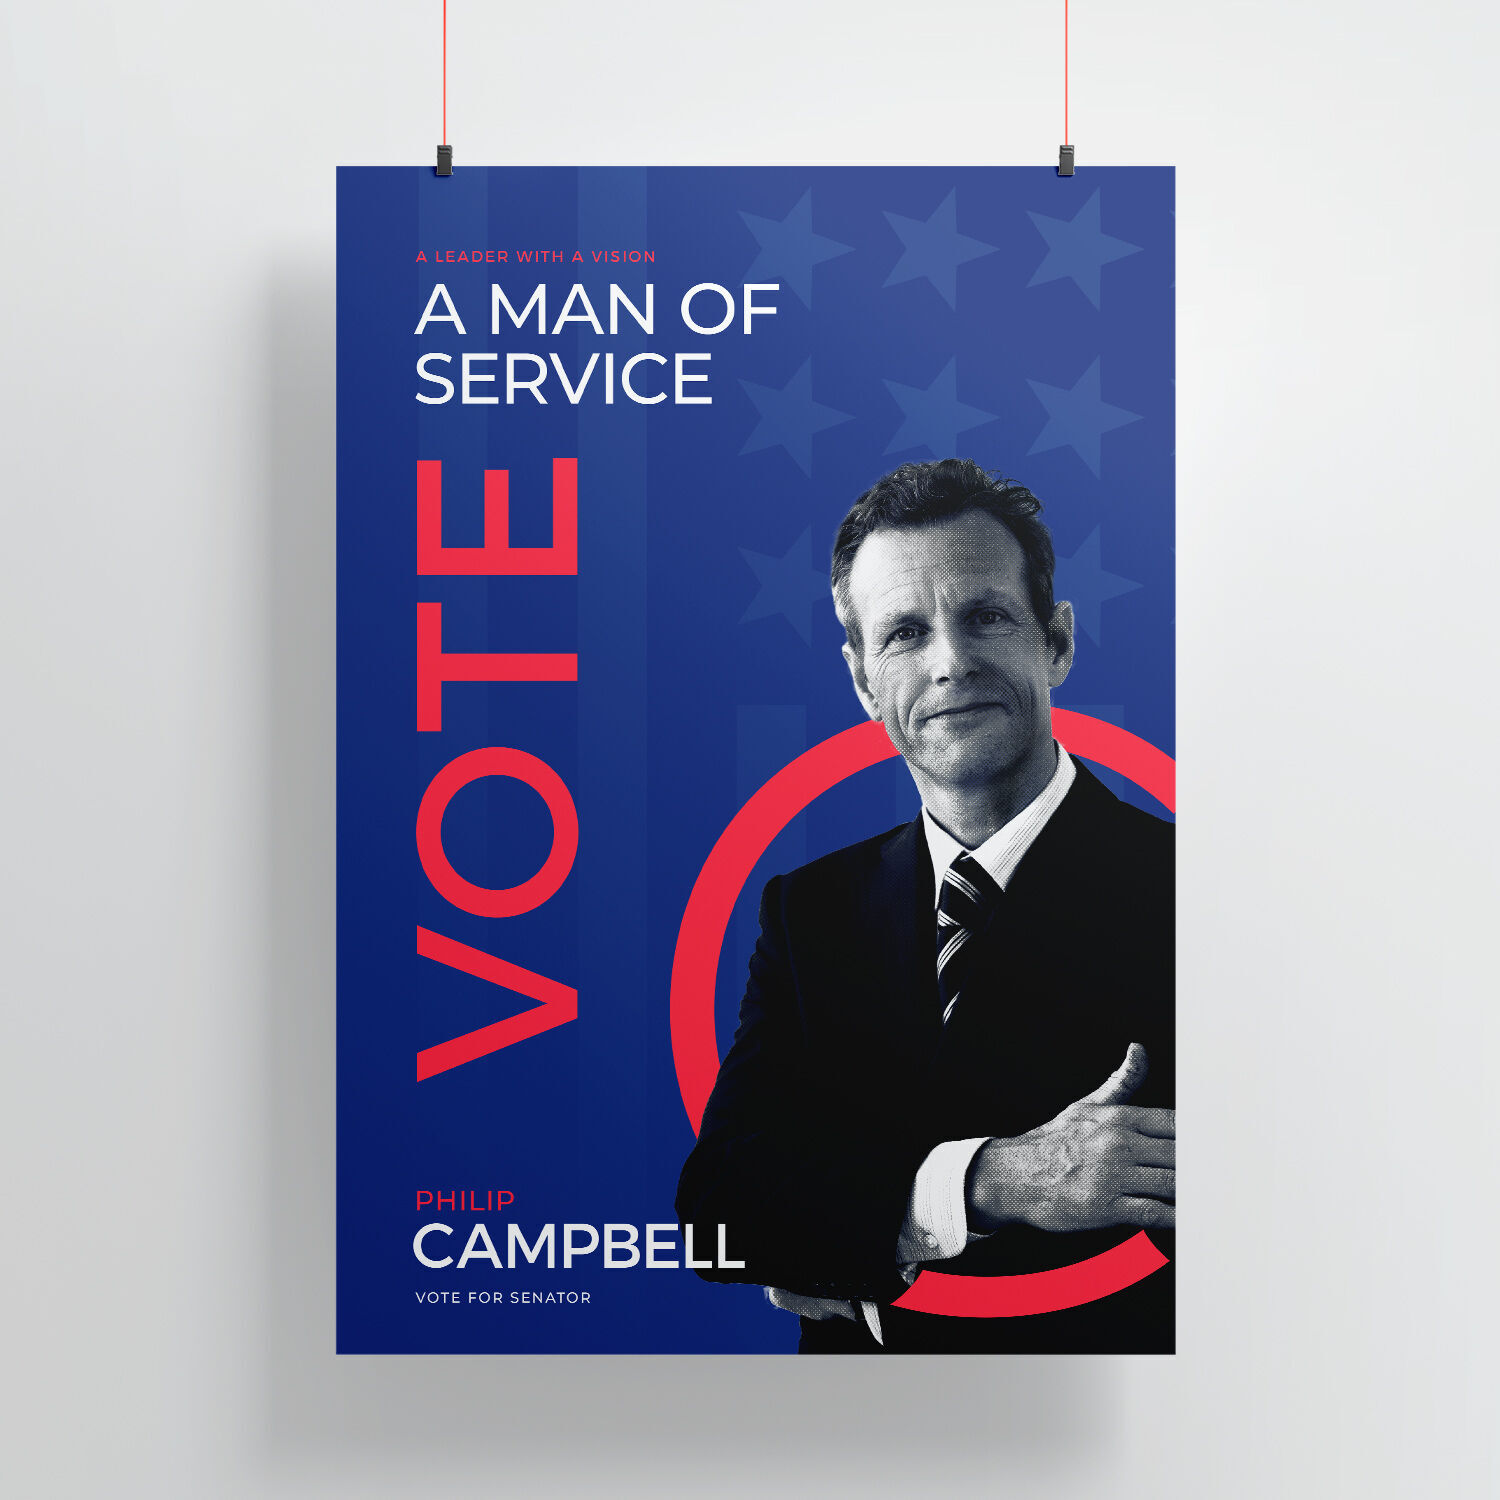 A LEADER WITH A VISION
A MAN OF
SERVICE
VOTE
PHILIP
CAMPBELL
VOTE FOR SENATOR